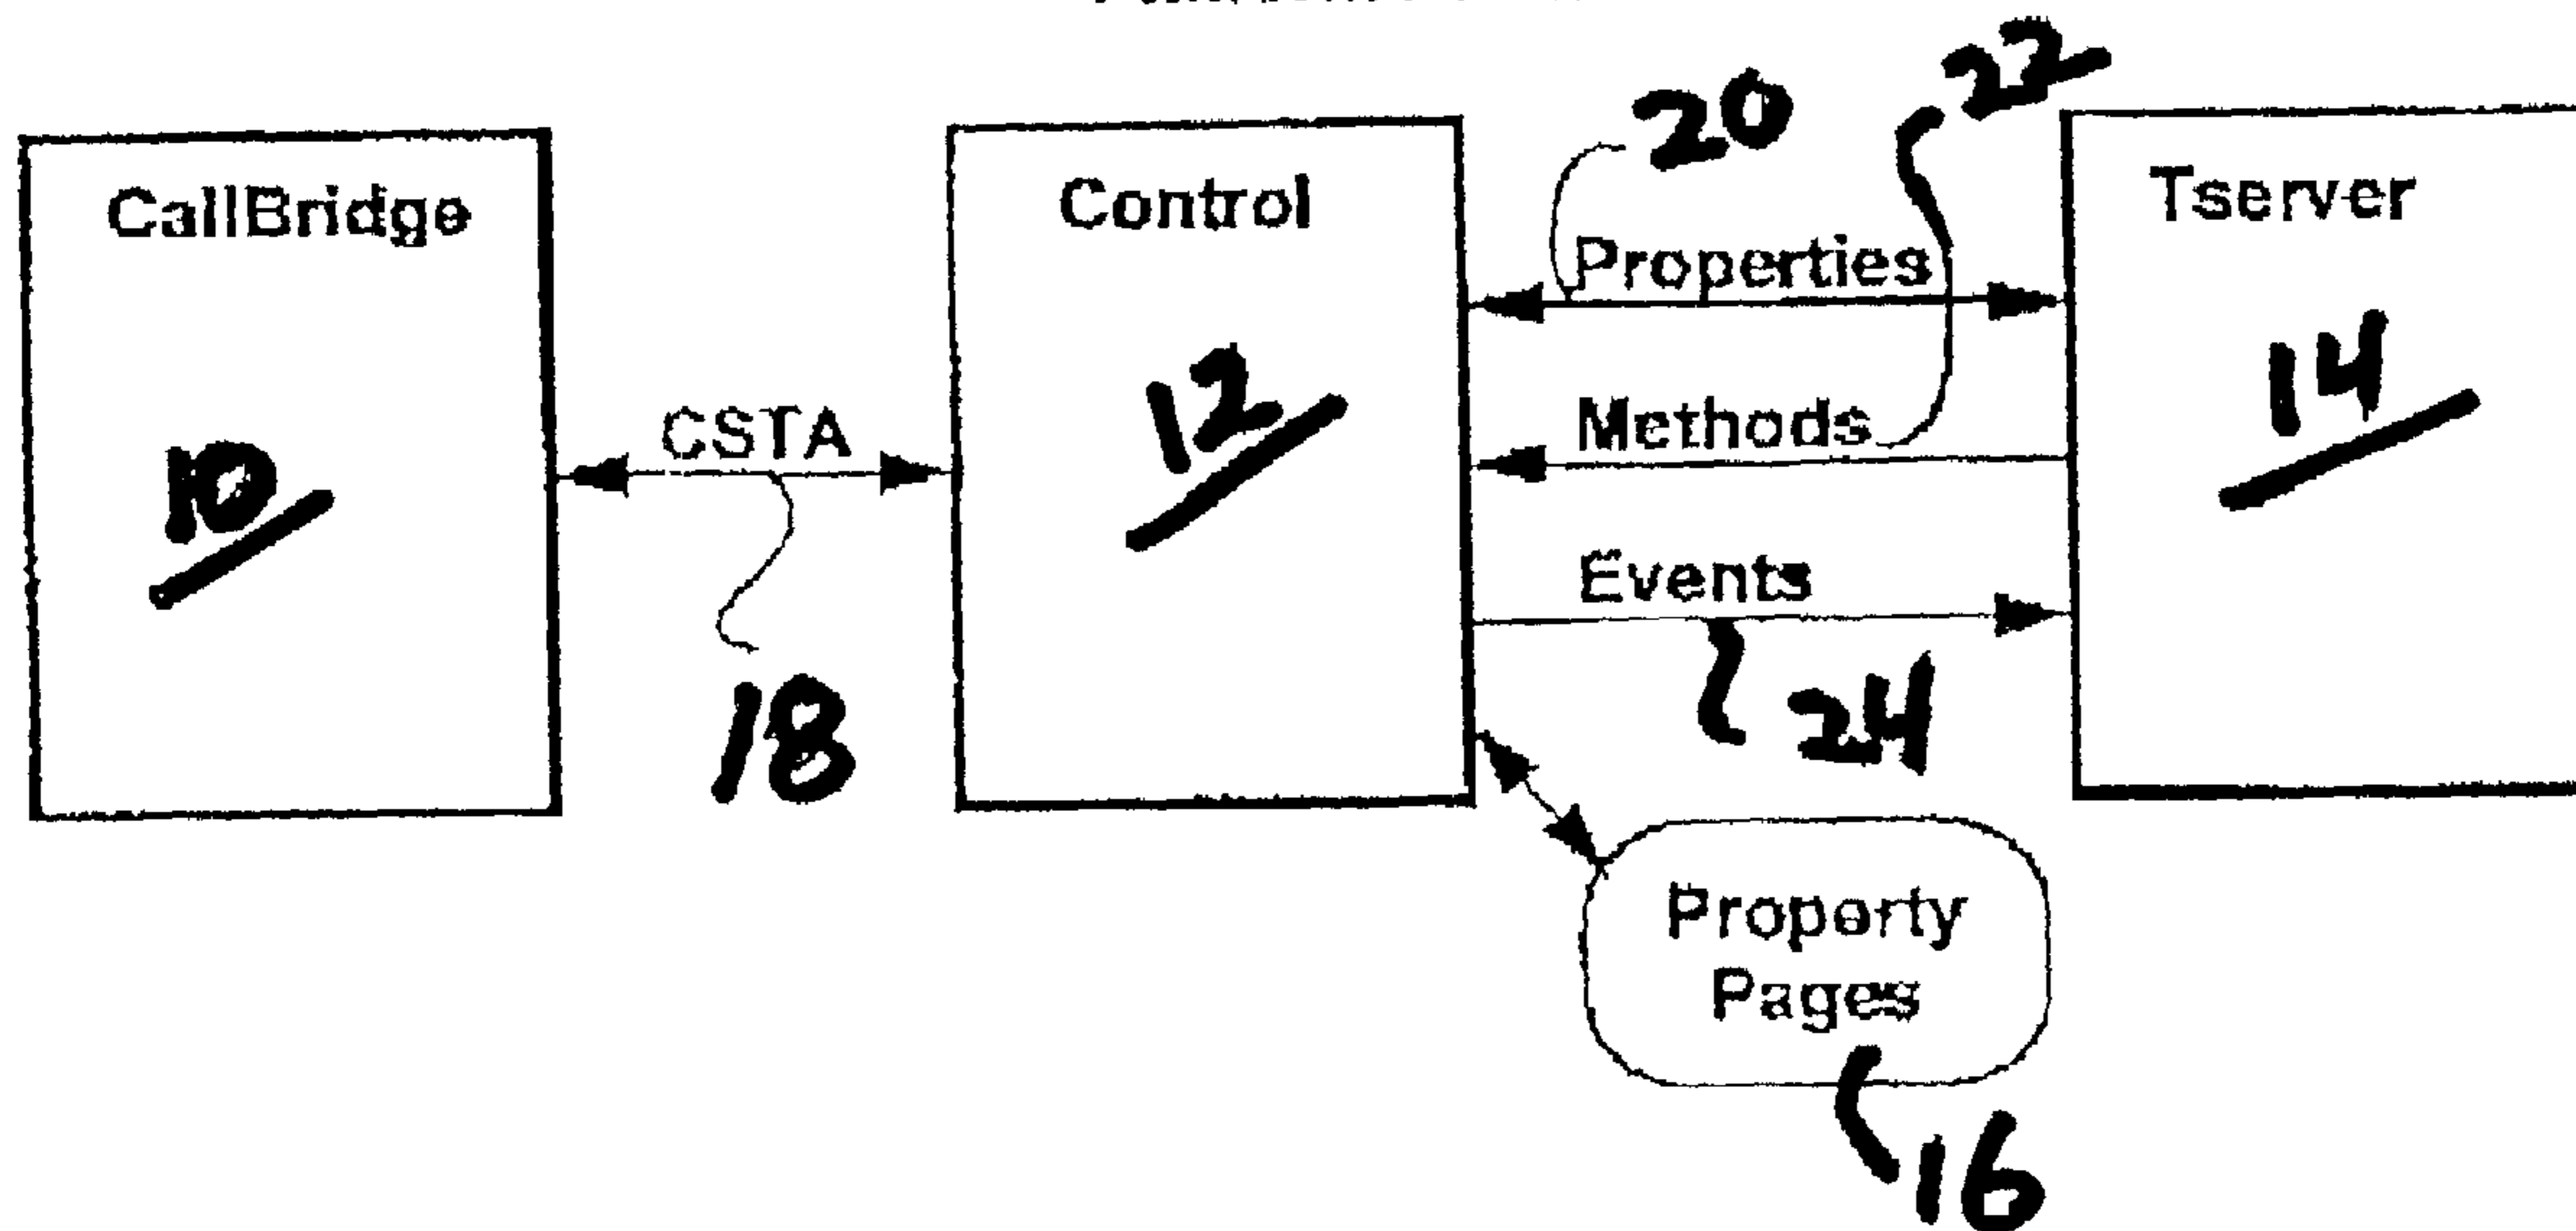 22
20
CallBridge
Control
Tserver
Properties
12
14
CSTA
Methods
10
Events
18
24
Property
Pages
16